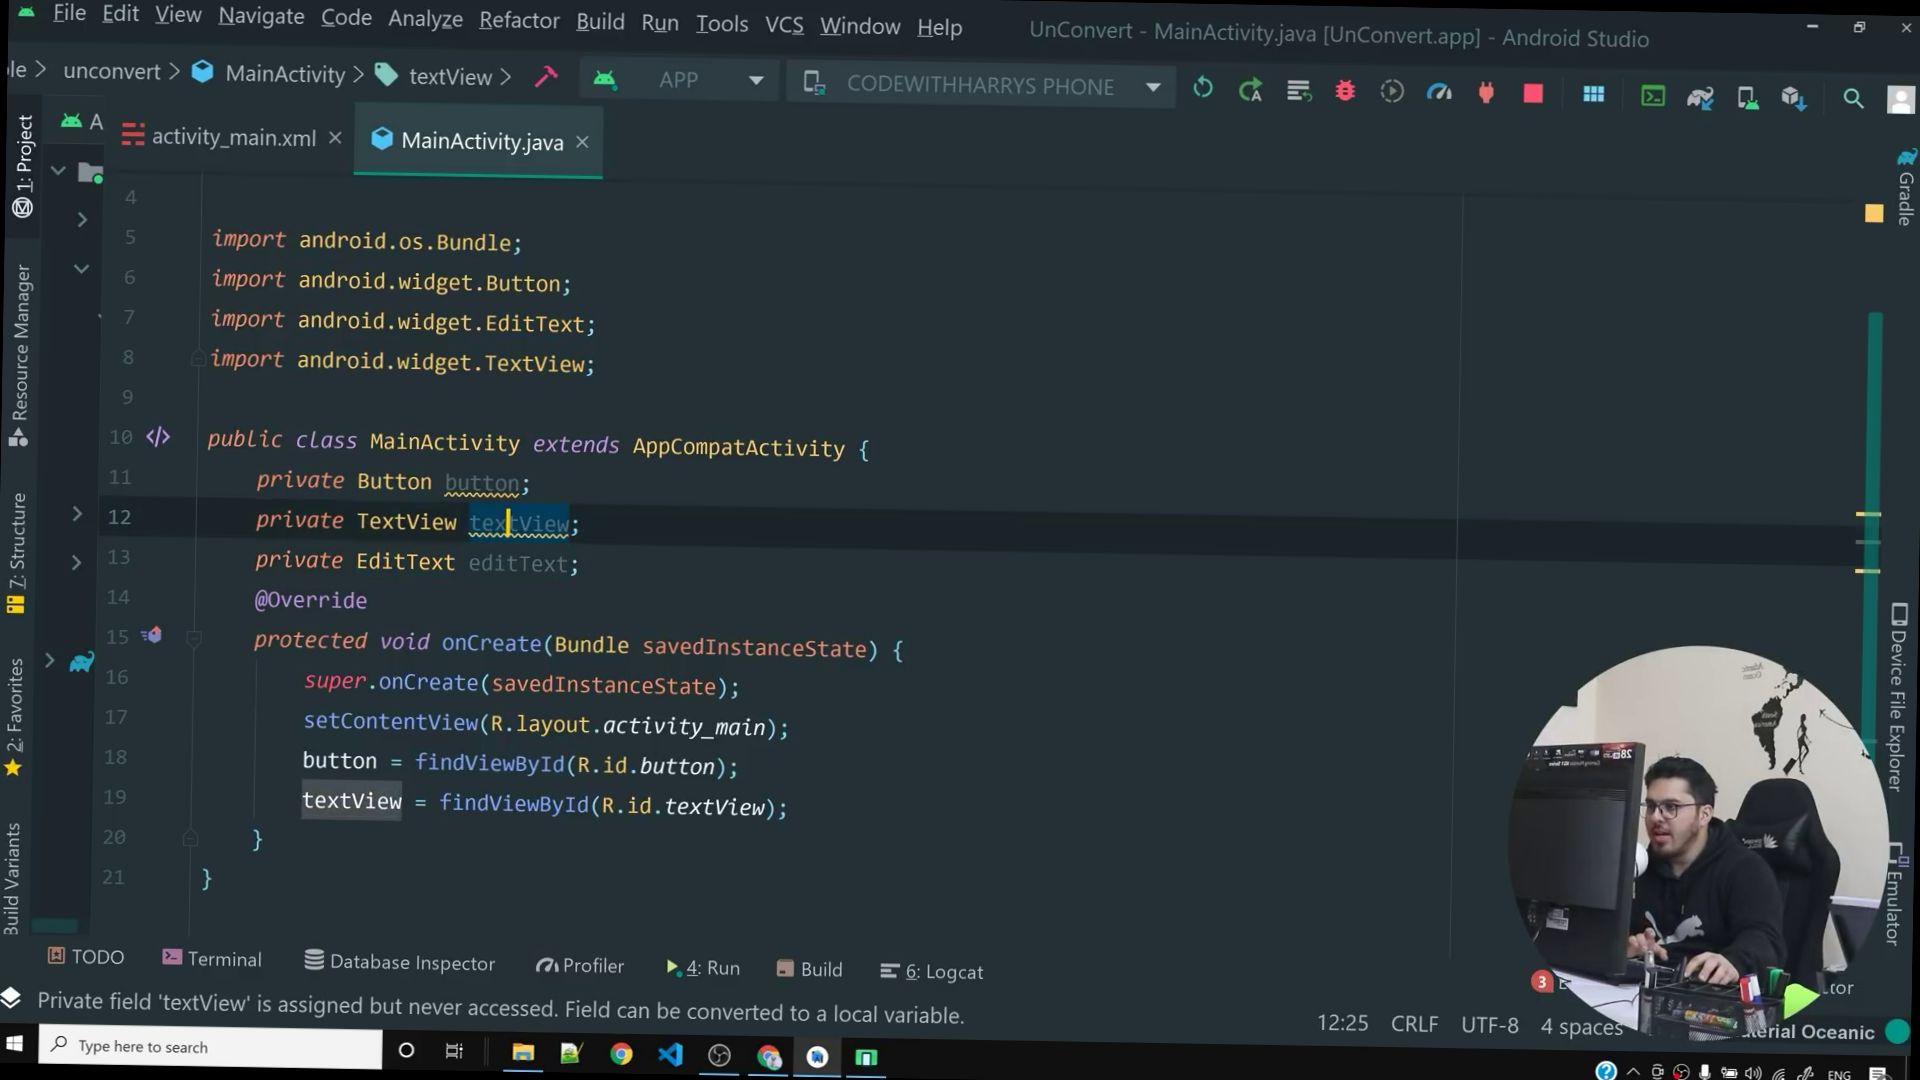 File Edit View Navigate Code Analyze Refactor Build Run Tools VCS Window Help UnConvert - MainActivity.java [UnConvert.app] - Android Studio
unconvert MainActivity textView APP CODEWITHHARRYS PHONE
A activity_main.xml MainActivity.java
1: Project
Resource Manager
7: Structure
2: Favorites
Build Variants
4
5 import android.os.Bundle;
6 import android.widget.Button;
7 import android.widget.EditText;
8 import android.widget.TextView;
9
10 public class MainActivity extends AppCompatActivity {
11 private Button button;
12 private TextView textView;
13 private EditText editText;
14 @Override
15 protected void onCreate(Bundle savedInstanceState) {
16 super.onCreate(savedInstanceState);
17 setContentView(R.layout.activity_main);
18 button = findViewById(R.id.button);
19 textView = findViewById(R.id.textView);
20 }
21 }
Gradle
Device File Explorer
Emulator
TODO Terminal Database Inspector Profiler 4: Run Build 6: Logcat 3
Private field 'textView' is assigned but never accessed. Field can be converted to a local variable. 12:25 CRLF UTF-8 4 spaces Oceanic
Type here to search
ENG